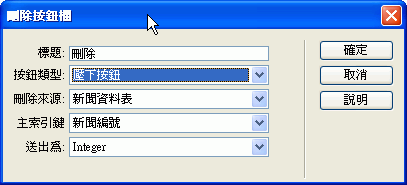 刪除按鈕欄
標題: 刪除
按鈕類型: 壓下按鈕
刪除來源: 新聞資料表
主索引鍵 新聞編號
送出為: Integer
確定
取消
說明